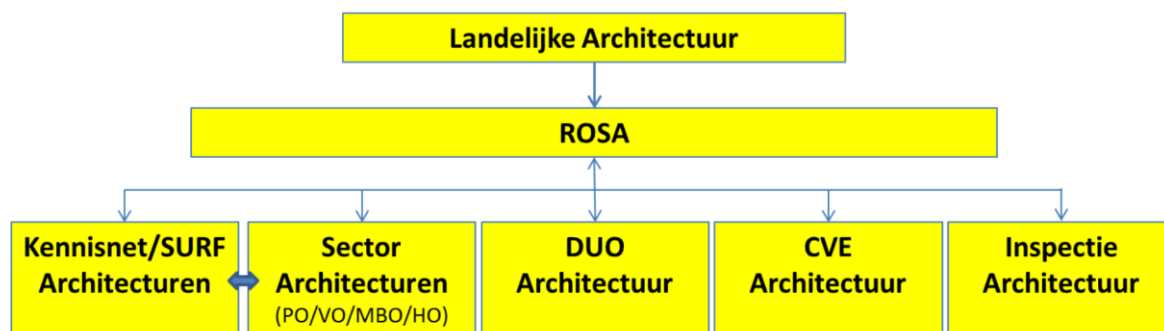 Landelijke Architectuur
ROSA
Kennisnet/SURF
Architecturen
Sector
Architecturen
(PO/VO/MBO/HO)
DUO
Architectuur
CVE
Architectuur
Inspectie
Architectuur